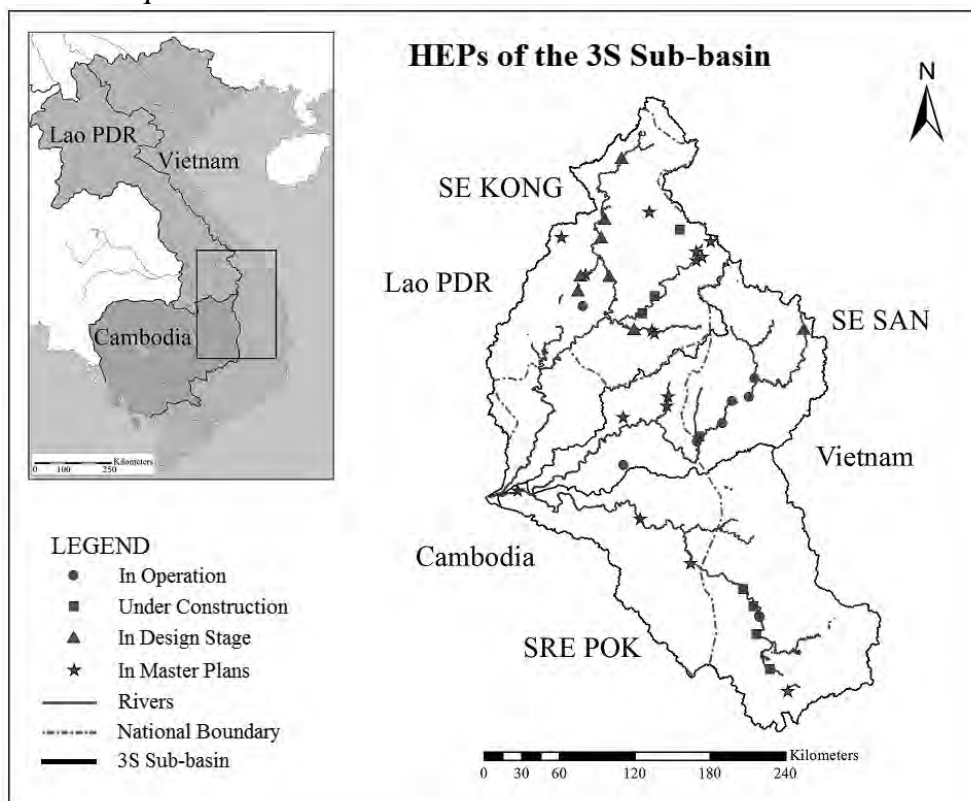 HEPs of the 3S Sub-basin
N
Lao PDR
Vietnam
Cambodia
Kilometers
0 100 250
SE KONG
Lao PDR
SE SAN
Vietnam
Cambodia
SRE POK
LEGEND
In Operation
Under Construction
In Design Stage
In Master Plans
Rivers
National Boundary
3S Sub-basin
Kilometers
0 15 30 60 120 180 240